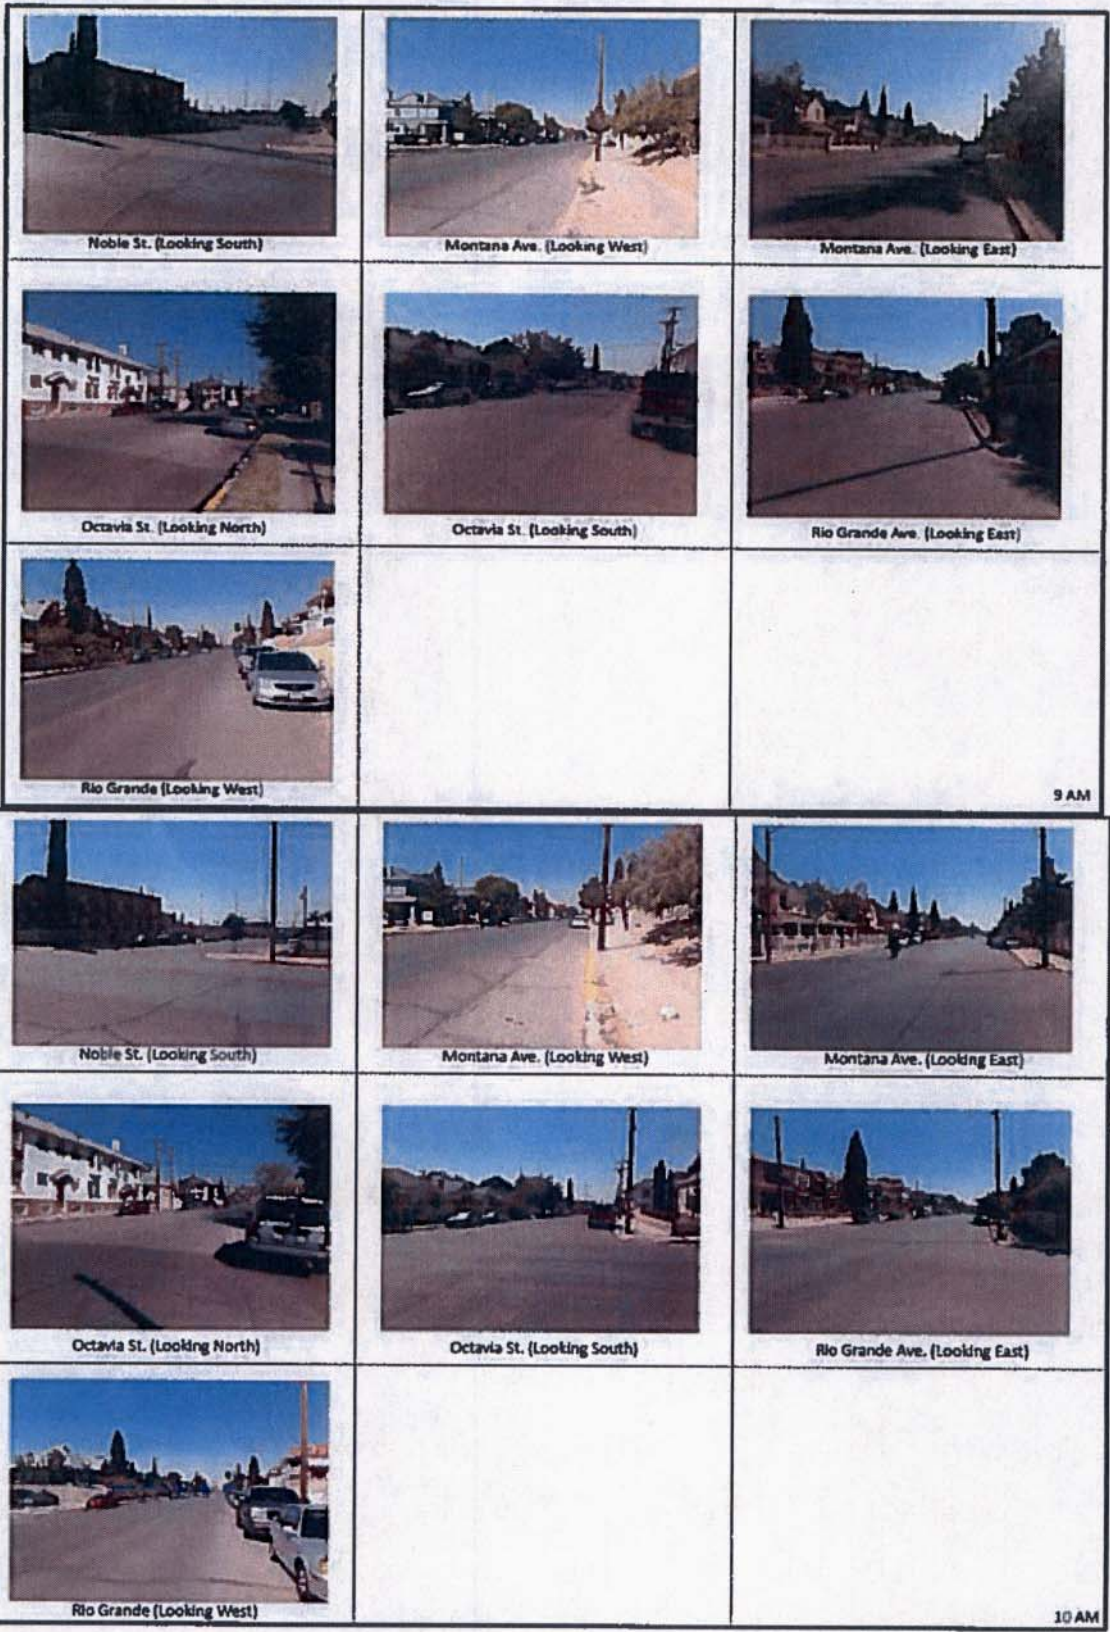 Noble St. (Looking South)
Montana Ave. (Looking West)
Montana Ave. (Looking East)
Octavia St. (Looking North)
Octavia St. (Looking South)
Rio Grande Ave. (Looking East)
Rio Grande (Looking West)
9 AM
Noble St. (Looking South)
Montana Ave. (Looking West)
Montana Ave. (Looking East)
Octavia St. (Looking North)
Octavia St. (Looking South)
Rio Grande Ave. (Looking East)
Rio Grande (Looking West)
10 AM